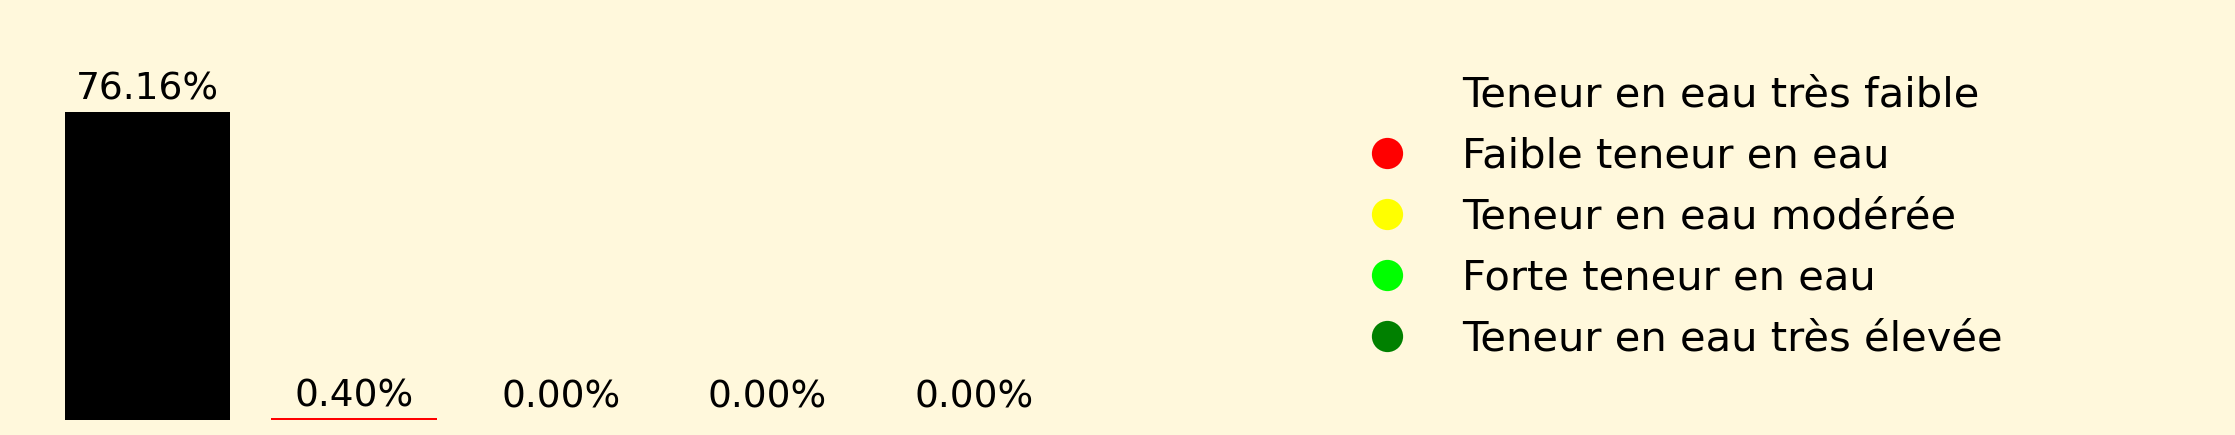 76.16%
0.40%
0.00%
0.00%
0.00%
Teneur en eau très faible
Faible teneur en eau
Teneur en eau modérée
Forte teneur en eau
Teneur en eau très élevée